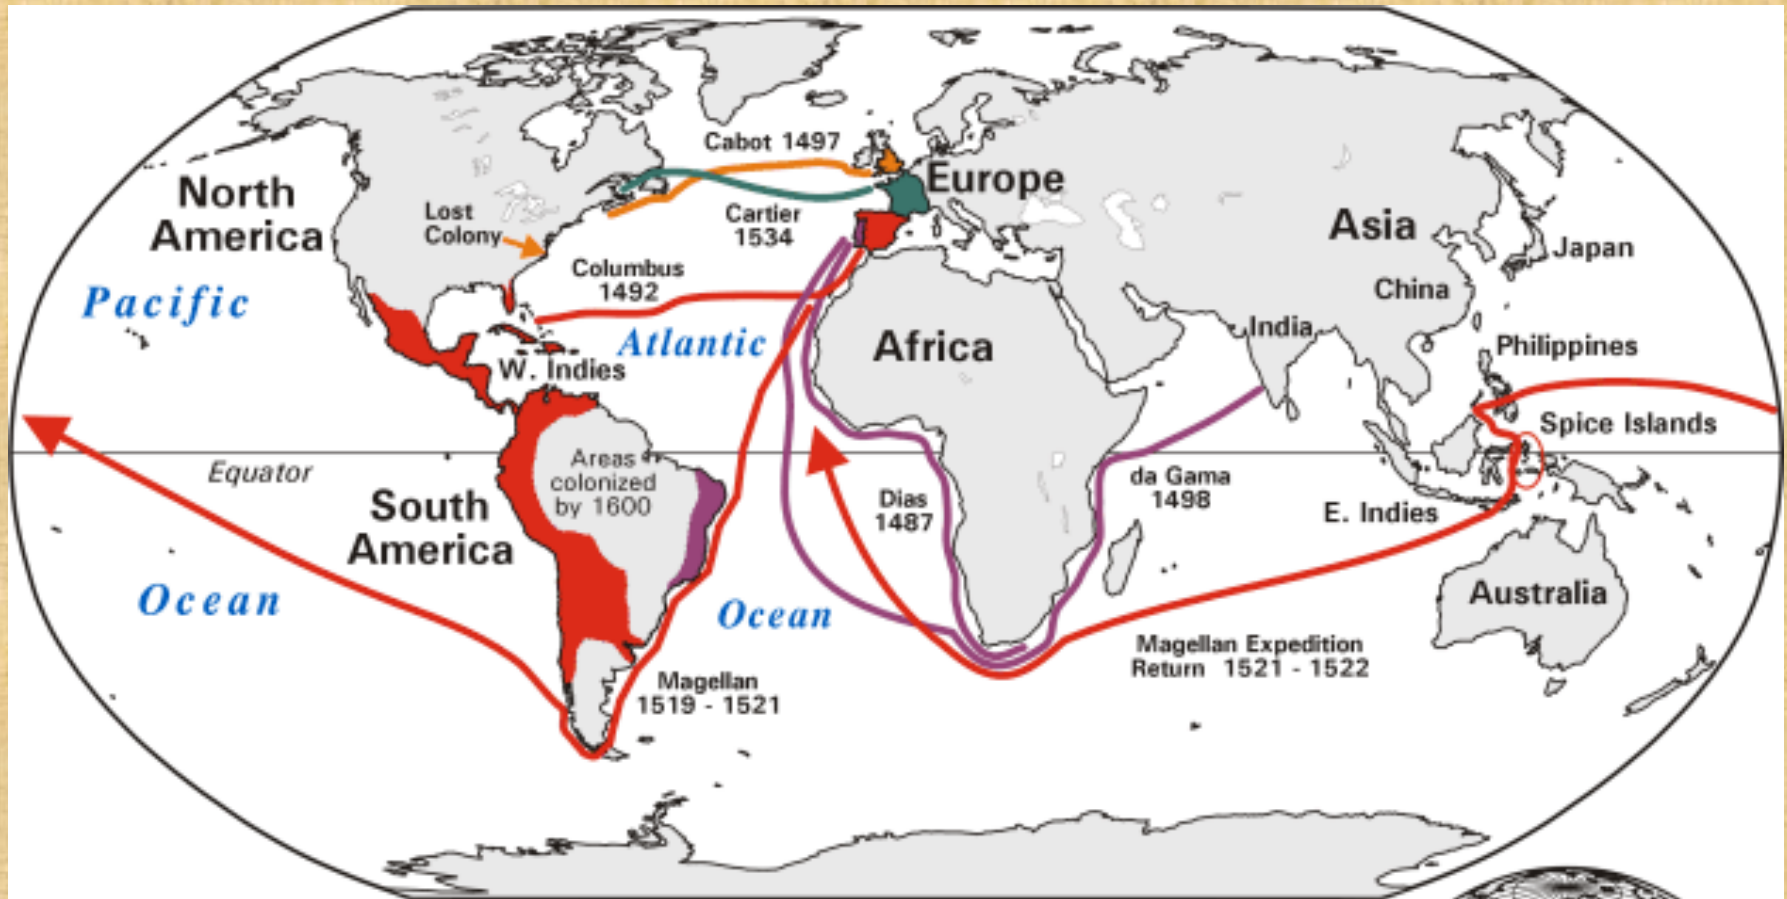 Cabot 1497
Europe
North
America
Lost
Colony
Cartier
1534
Asia
Japan
Columbus
1492
China
Pacific
India
Atlantic
Africa
Philippines
W. Indies
Spice Islands
Equator
Areas
colonized
by 1600
da Gama
1498
South
America
Dias
1487
E. Indies
Australia
Ocean
Ocean
Magellan Expedition
Return 1521 - 1522
Magellan
1519 - 1521